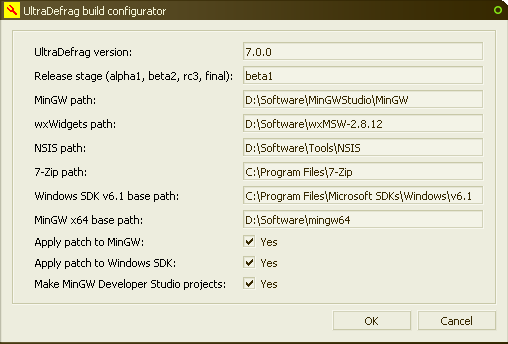 UltraDefrag build configurator
UltraDefrag version: 7.0.0
Release stage (alpha1, beta2, rc3, final): beta1
MinGW path: D:\Software\MinGWStudio\MinGW
wxWidgets path: D:\Software\wxMSW-2.8.12
NSIS path: D:\Software\Tools\NSIS
7-Zip path: C:\Program Files\7-Zip
Windows SDK v6.1 base path: C:\Program Files\Microsoft SDKs\Windows\v6.1
MinGW x64 base path: D:\Software\mingw64
Apply patch to MinGW: Yes
Apply patch to Windows SDK: Yes
Make MinGW Developer Studio projects: Yes
OK Cancel